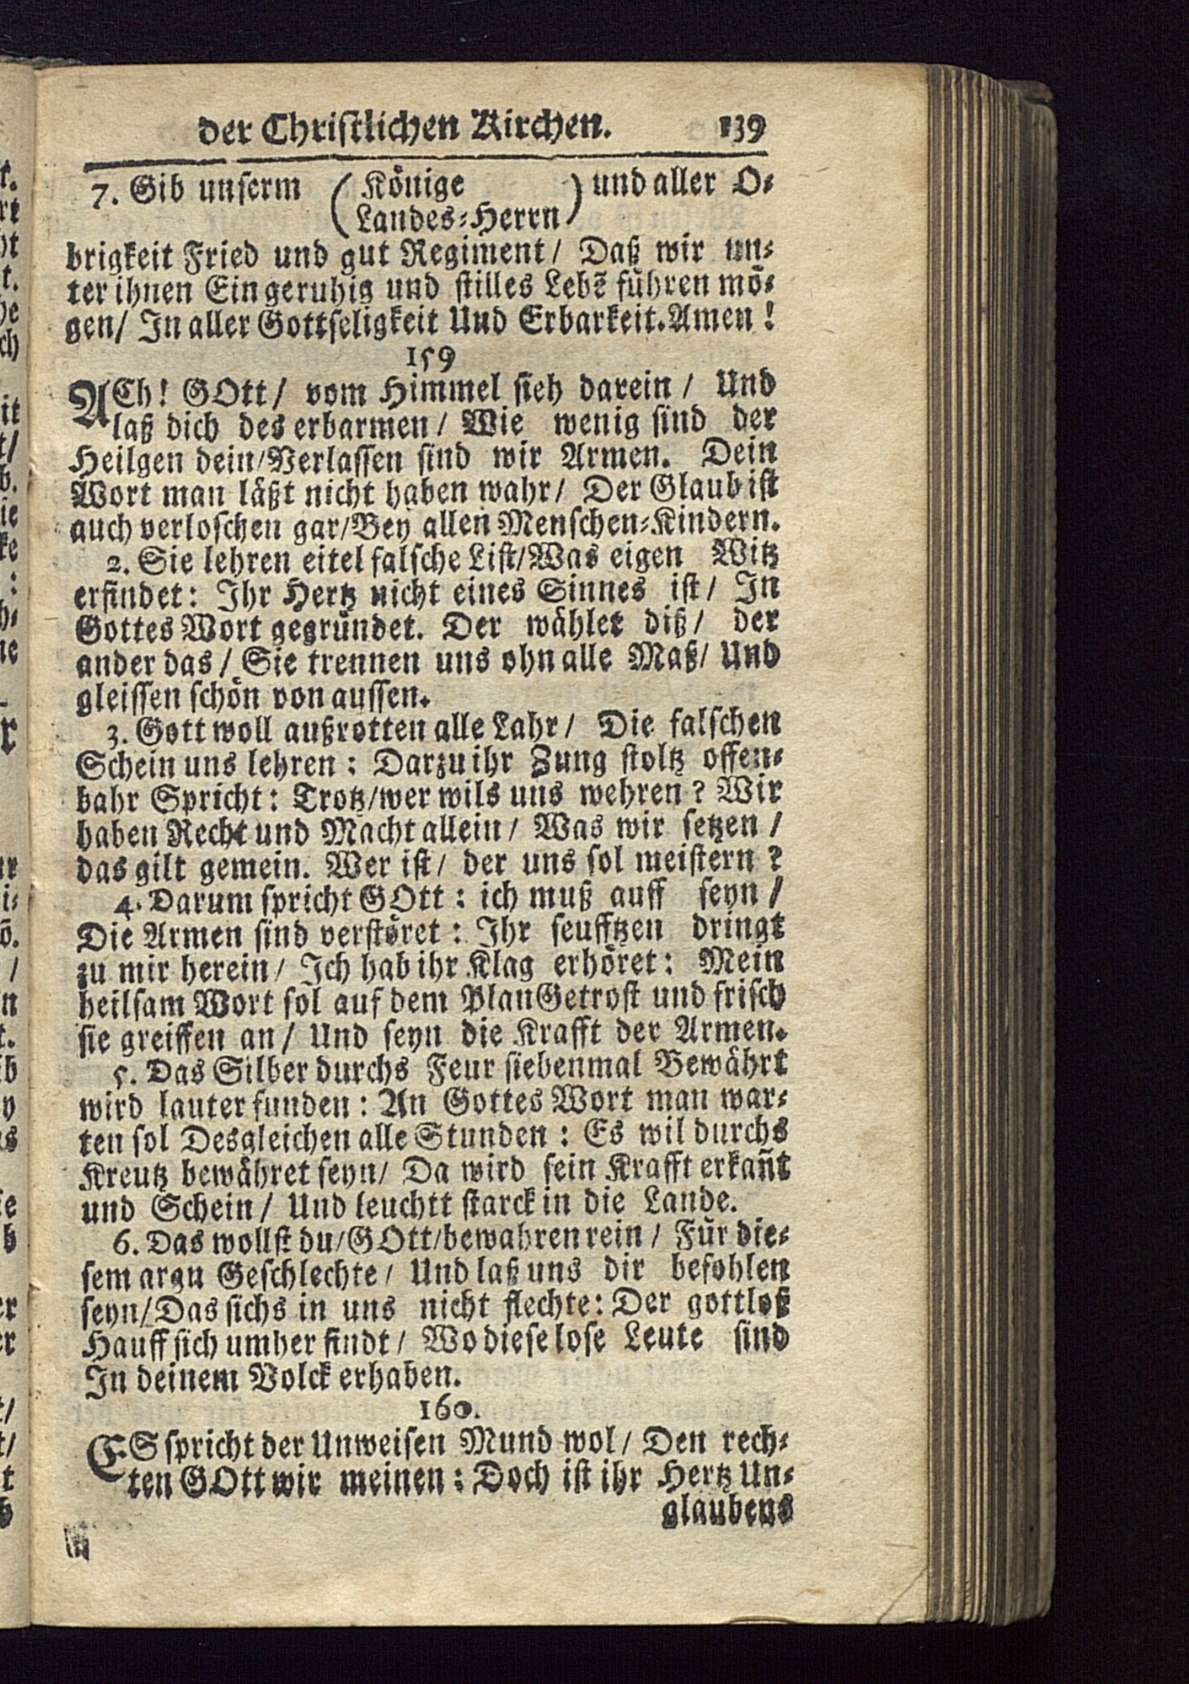 der Christlichen Kirchen. 139
7. Gib unserm (Könige
Landes-Herrn) und aller O-
brigkeit Fried und gut Regiment/ Daß wir un-
ter ihnen Ein geruhig und stilles Lebẽ führen mö-
gen/ In aller Gottseligkeit Und Erbarkeit. Amen!
159
ACh! GOtt/ vom Himmel sieh darein/ Und
laß dich des erbarmen/ Wie wenig sind der
Heilgen dein/Verlassen sind wir Armen. Dein
Wort man läßt nicht haben wahr/ Der Glaub ist
auch verloschen gar/Bey allen Menschen-Kindern.
2. Sie lehren eitel falsche List/Was eigen Witz
erfindet: Ihr Hertz nicht eines Sinnes ist/ In
Gottes Wort gegründet. Der wählet diß/ der
ander das/ Sie trennen uns ohn alle Maß/ Und
gleissen schön von aussen.
3. Gott woll außrotten alle Lahr/ Die falschen
Schein uns lehren: Darzu ihr Zung stoltz offen-
bahr Spricht: Trotz/wer wils uns wehren? Wir
haben Recht und Macht allein/ Was wir setzen/
das gilt gemein. Wer ist/ der uns sol meistern?
4. Darum spricht GOtt: ich muß auff seyn/
Die Armen sind verstöret: Ihr seufftzen dringt
zu mir herein/ Ich hab ihr Klag erhöret: Mein
heilsam Wort sol auf dem Plan Getrost und frisch
sie greiffen an/ Und seyn die Krafft der Armen.
5. Das Silber durchs Feur siebenmal Bewährt
wird lauter funden: An Gottes Wort man war-
ten sol Desgleichen alle Stunden: Es wil durchs
Kreutz bewähret seyn/ Da wird sein Krafft erkañt
und Schein/ Und leuchtt starck in die Lande.
6. Das wollst du/GOtt/bewahren rein/ Für die-
sem argn Geschlechte/ Und laß uns dir befohlen
seyn/Das sichs in uns nicht flechte: Der gottloß
Hauff sich umher findt/ Wo diese lose Leute sind
In deinem Volck erhaben.
160.
ES spricht der Unweisen Mund wol/ Den rech-
ten GOtt wir meinen: Doch ist ihr Hertz Un-
glaubens